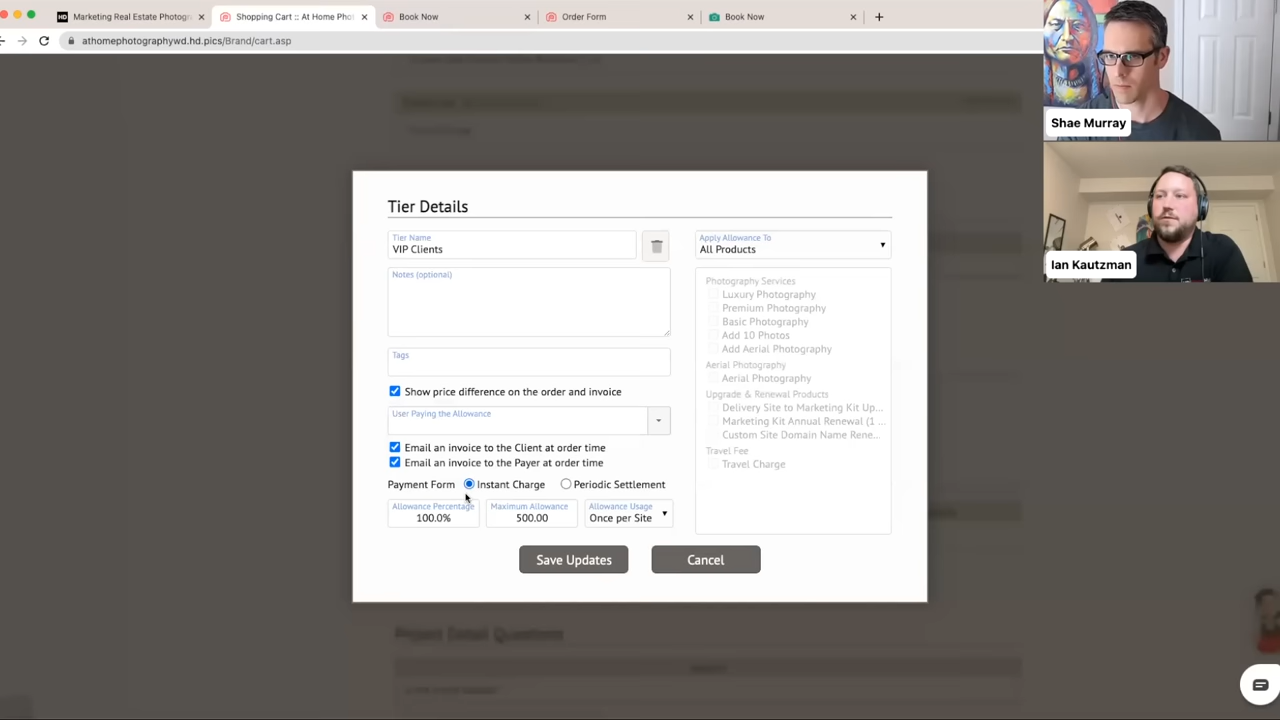 Marketing Real Estate Photogr
Shopping Cart :: At Home Phot
Book Now
Order Form
Book Now
athomephotographywd.hd.pics/Brand/cart.asp
Shae Murray
Ian Kautzman
Tier Details
Tier Name
VIP Clients
Notes (optional)
Tags
Show price difference on the order and invoice
User Paying the Allowance
Email an invoice to the Client at order time
Email an invoice to the Payer at order time
Payment Form Instant Charge Periodic Settlement
Allowance Percentage
100.0%
Maximum Allowance
500.00
Allowance Usage
Once per Site
Apply Allowance To
All Products
Photography Services
Luxury Photography
Premium Photography
Basic Photography
Add 10 Photos
Add Aerial Photography
Aerial Photography
Aerial Photography
Upgrade & Renewal Products
Delivery Site to Marketing Kit Up...
Marketing Kit Annual Renewal (1 ...
Custom Site Domain Name Rene...
Travel Fee
Travel Charge
Save Updates
Cancel
Project Detail Questions